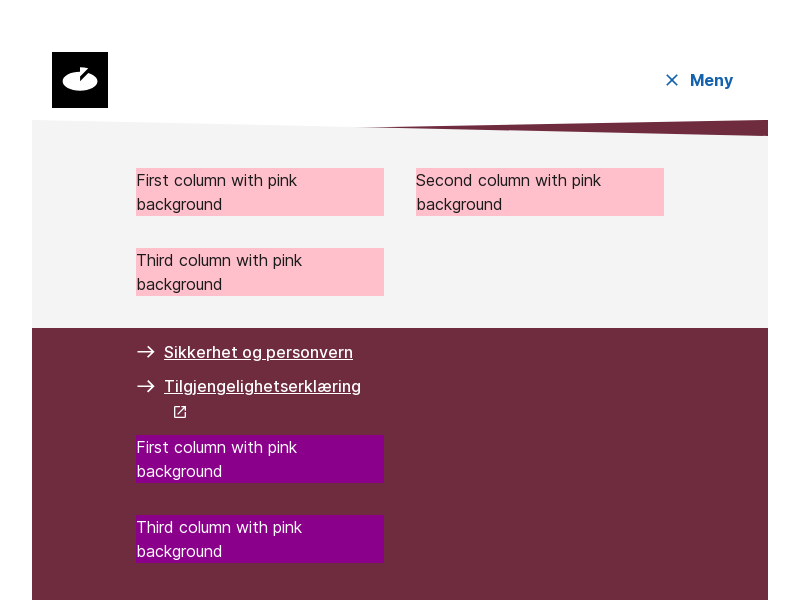 Meny
First column with pink
background
Second column with pink
background
Third column with pink
background
Sikkerhet og personvern
Tilgjengelighetserklæring
First column with pink
background
Third column with pink
background